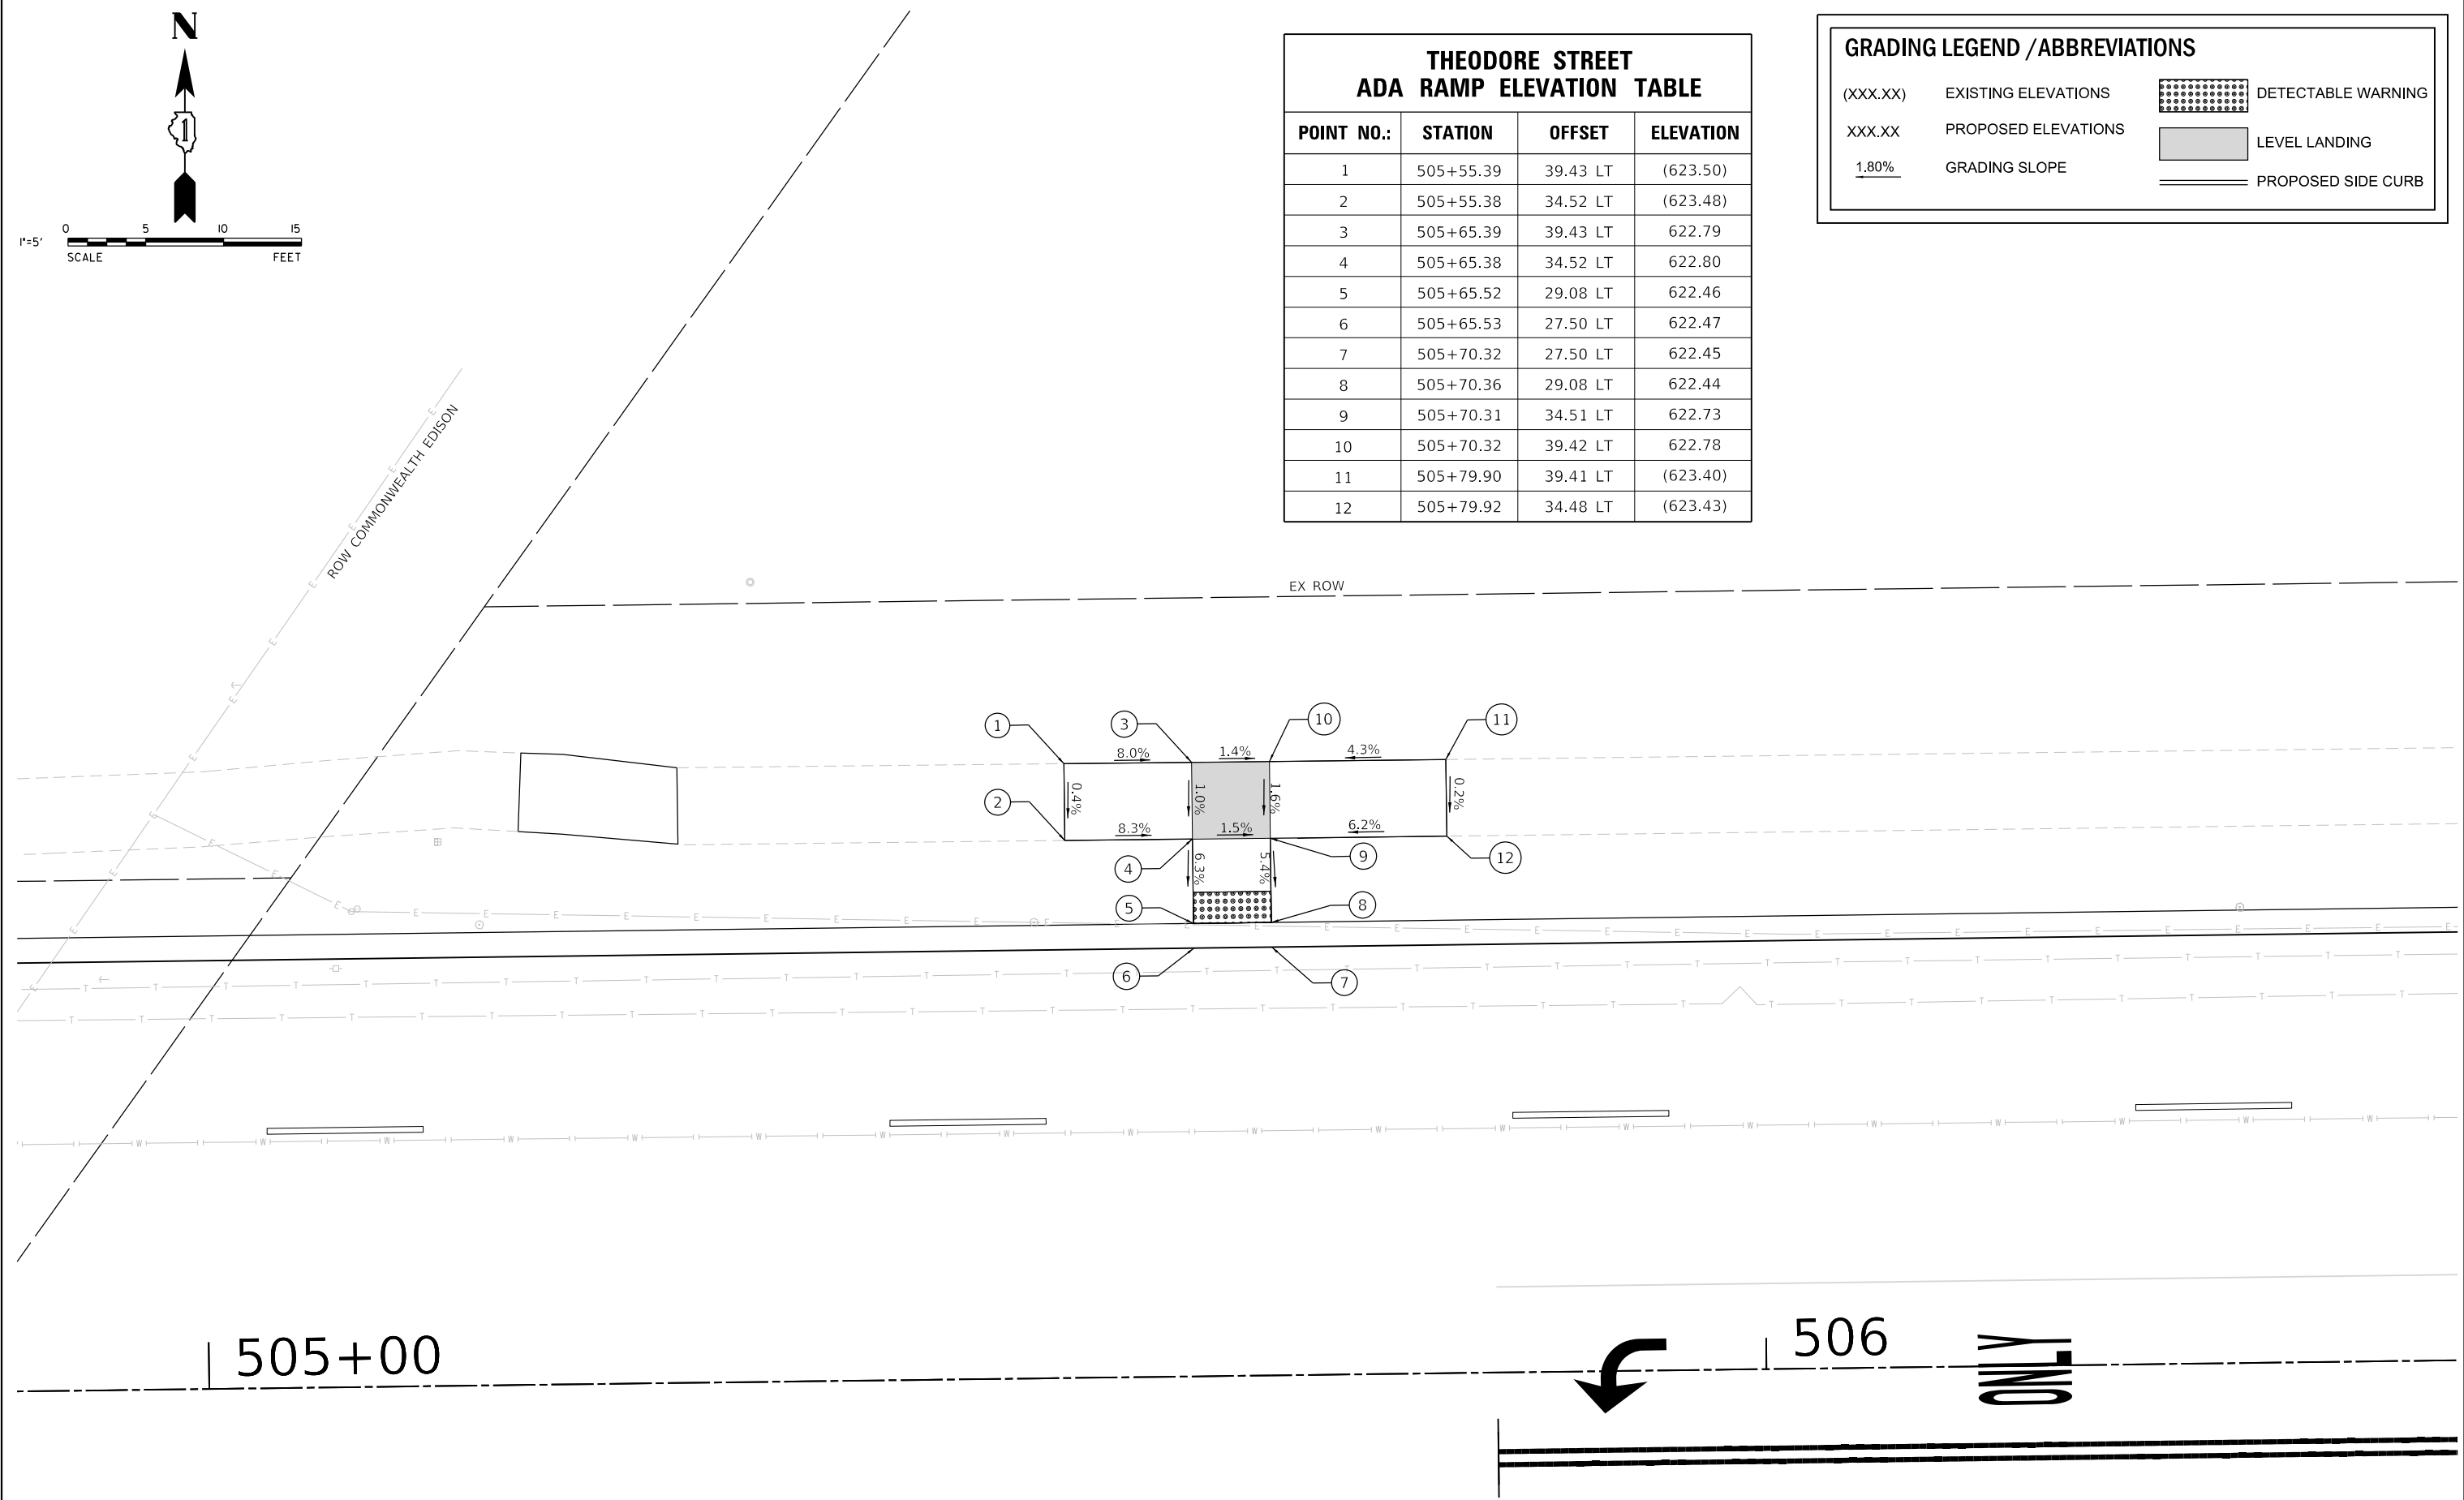 N
1
1"=5'
0 5 10 15
SCALE FEET
THEODORE STREET
ADA RAMP ELEVATION TABLE
POINT NO.: STATION OFFSET ELEVATION
1 505+55.39 39.43 LT (623.50)
2 505+55.38 34.52 LT (623.48)
3 505+65.39 39.43 LT 622.79
4 505+65.38 34.52 LT 622.80
5 505+65.52 29.08 LT 622.46
6 505+65.53 27.50 LT 622.47
7 505+70.32 27.50 LT 622.45
8 505+70.36 29.08 LT 622.44
9 505+70.31 34.51 LT 622.73
10 505+70.32 39.42 LT 622.78
11 505+79.90 39.41 LT (623.40)
12 505+79.92 34.48 LT (623.43)
GRADING LEGEND / ABBREVIATIONS
(XXX.XX) EXISTING ELEVATIONS DETECTABLE WARNING
XXX.XX PROPOSED ELEVATIONS LEVEL LANDING
1.80% GRADING SLOPE PROPOSED SIDE CURB
ROW COMMONWEALTH EDISON
EX ROW
1 3 10 11
8.0% 1.4% 4.3%
2 0.4% 1.0% 1.6% 0.2%
8.3% 1.5% 6.2%
4 6.3% 5.4% 9 12
5 8
6 7
505+00
506
ONLY